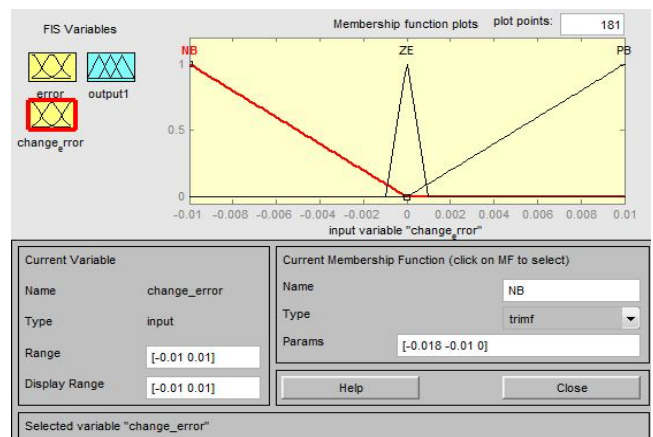 FIS Variables
Membership function plots
plot points:
181
NB
ZE
PB
1
0.5
0
error
output1
change_error
-0.01 -0.008 -0.006 -0.004 -0.002 0 0.002 0.004 0.006 0.008 0.01
input variable "change_error"
Current Variable
Name
change_error
Type
input
Range
[-0.01 0.01]
Display Range
[-0.01 0.01]
Current Membership Function (click on MF to select)
Name
NB
Type
trimf
Params
[-0.018 -0.01 0]
Help
Close
Selected variable "change_error"